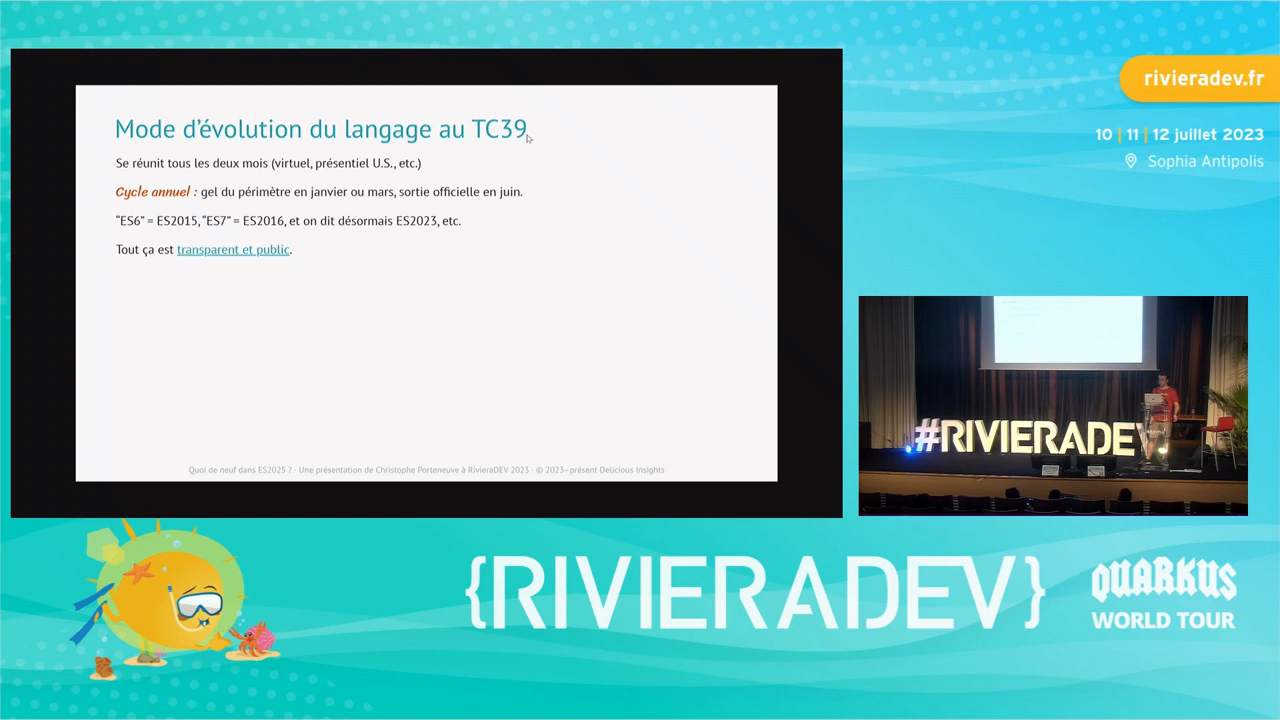 Mode d’évolution du langage au TC39
Se réunit tous les deux mois (virtuel, présentiel U.S., etc.)
Cycle annuel : gel du périmètre en janvier ou mars, sortie officielle en juin.
“ES6” = ES2015, “ES7” = ES2016, et on dit désormais ES2023, etc.
Tout ça est transparent et public.
Quoi de neuf dans ES2025 ? · Une présentation de Christophe Porteneuve à RivieraDEV 2023 · © 2023–présent Delicious Insights
rivieradev.fr
10 | 11 | 12 juillet 2023
Sophia Antipolis
#RIVIERADEV
{RIVIERADEV}
QUARKUS
WORLD TOUR